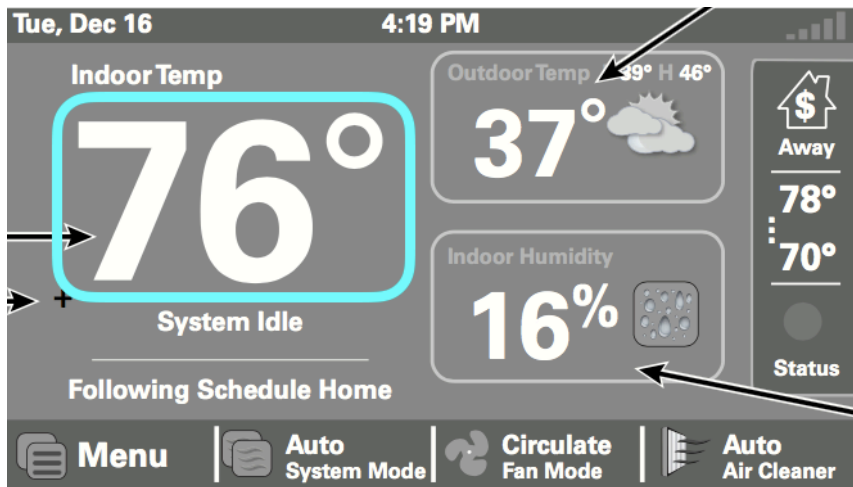 Tue, Dec 16 4:19 PM
Indoor Temp
76°
System Idle
Following Schedule Home
Outdoor Temp 39° H 46°
37°
Indoor Humidity
16%
$
Away
78°
70°
Status
Menu
Auto
System Mode
Circulate
Fan Mode
Auto
Air Cleaner